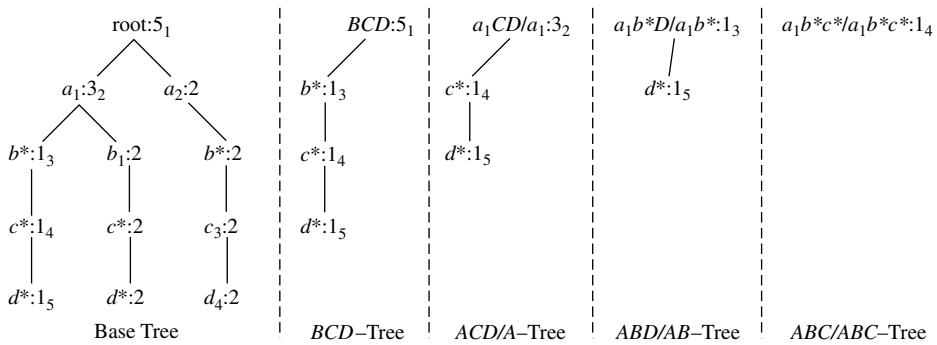 root:5₁ BCD:5₁ a₁CD/a₁:3₂ a₁b*D/a₁b*:1₃ a₁b*c*/a₁b*c*:1₄
a₁:3₂ a₂:2 b*:1₃ c*:1₄ d*:1₅
b*:1₃ b₁:2 b*:2 c*:1₄ d*:1₅
c*:1₄ c*:2 c₃:2 d*:1₅
d*:1₅ d*:2 d₄:2
Base Tree BCD–Tree ACD/A–Tree ABD/AB–Tree ABC/ABC–Tree